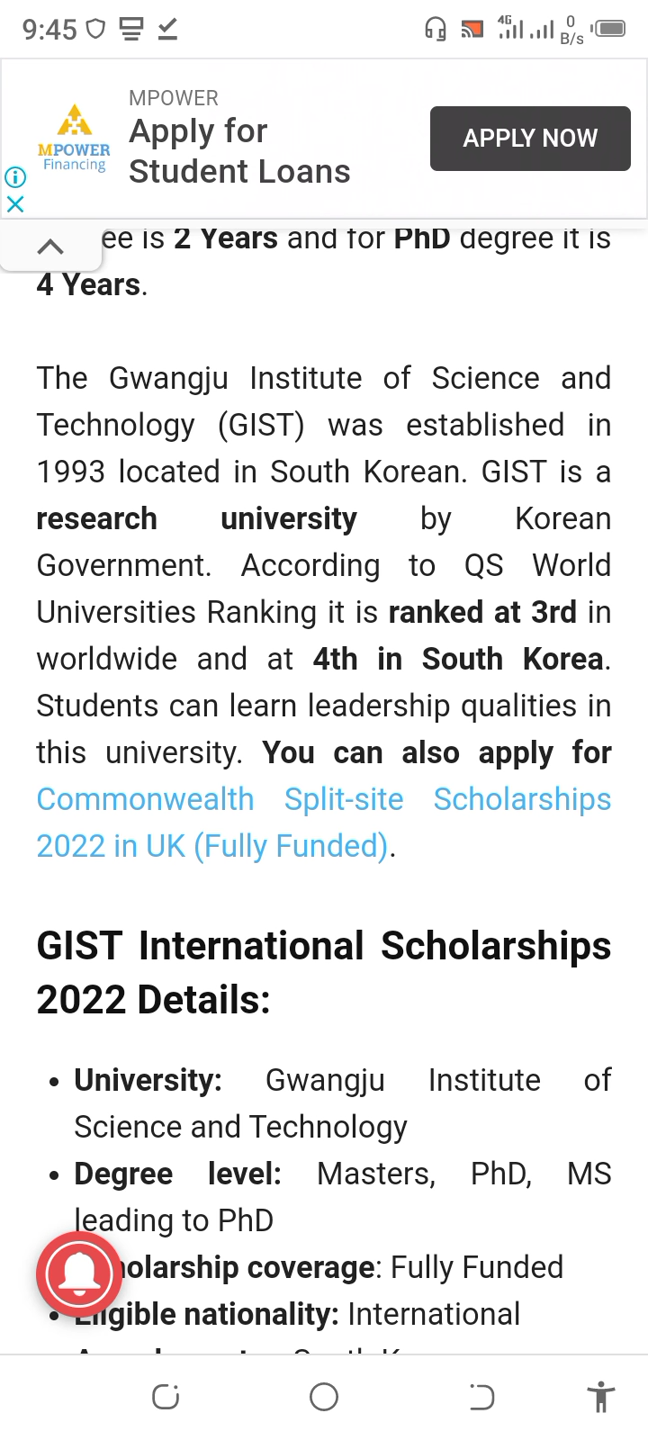 9:45
4G
0
B/s
MPOWER
Apply for
Student Loans
MPOWER
Financing
APPLY NOW
ee is 2 Years and for PhD degree it is
4 Years.
The Gwangju Institute of Science and
Technology (GIST) was established in
1993 located in South Korean. GIST is a
research university by Korean
Government. According to QS World
Universities Ranking it is ranked at 3rd in
worldwide and at 4th in South Korea.
Students can learn leadership qualities in
this university. You can also apply for
Commonwealth Split-site Scholarships
2022 in UK (Fully Funded).
GIST International Scholarships
2022 Details:
• University: Gwangju Institute of
Science and Technology
• Degree level: Masters, PhD, MS
leading to PhD
holarship coverage: Fully Funded
• Eligible nationality: International